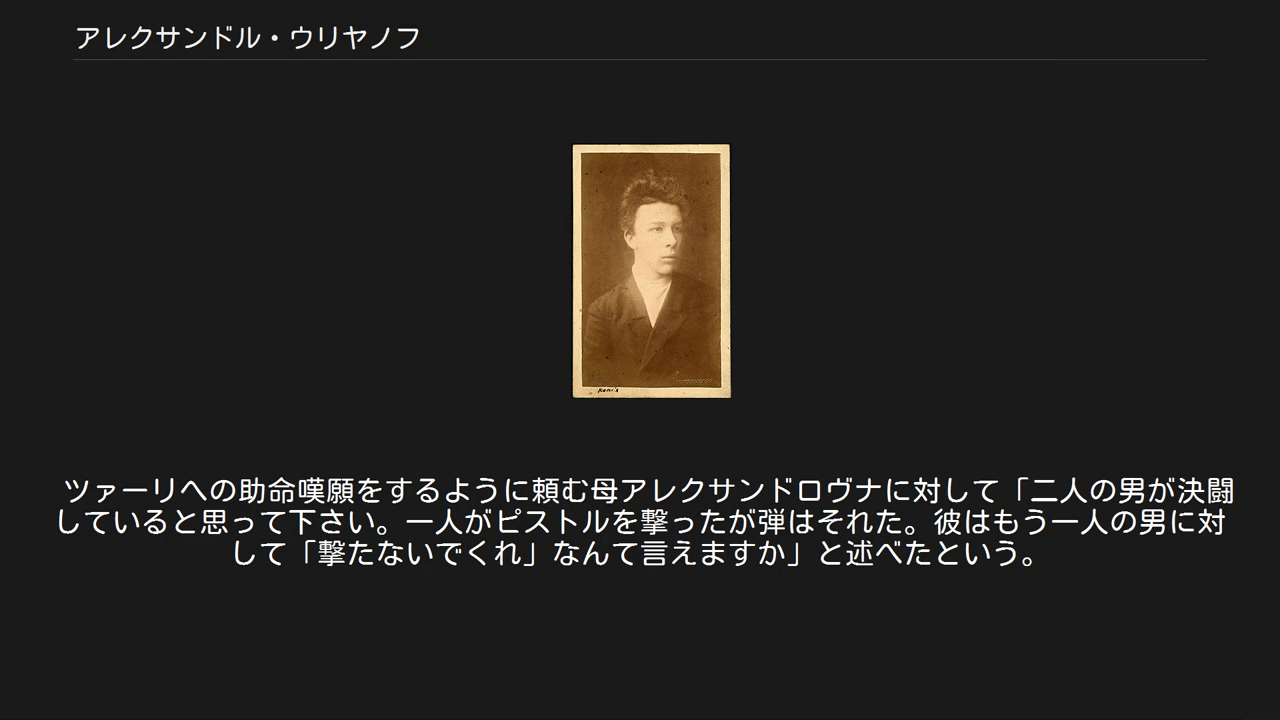 アレクサンドル・ウリヤノフ
ツァーリへの助命嘆願をするように頼む母アレクサンドロヴナに対して「二人の男が決闘
していると思って下さい。一人がピストルを撃ったが弾はそれた。彼はもう一人の男に対
して「撃たないでくれ」なんて言えますか」と述べたという。